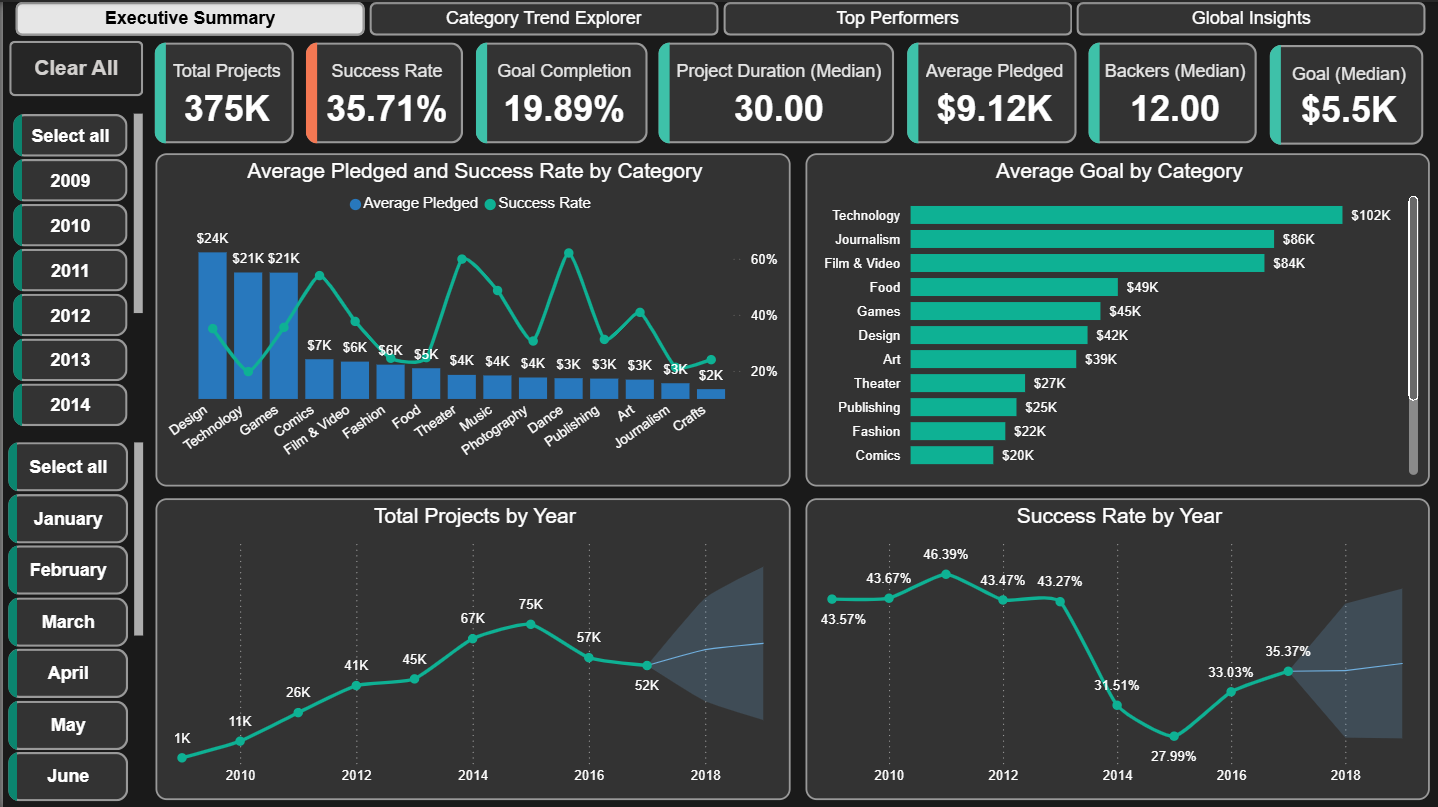 Executive Summary
Category Trend Explorer
Top Performers
Global Insights
Clear All
Total Projects
375K
Success Rate
35.71%
Goal Completion
19.89%
Project Duration (Median)
30.00
Average Pledged
$9.12K
Backers (Median)
12.00
Goal (Median)
$5.5K
Select all
2009
2010
2011
2012
2013
2014
Select all
January
February
March
April
May
June
Average Pledged and Success Rate by Category
Average Pledged
Success Rate
$24K
$21K
$21K
$7K
$6K
$6K
$5K
$4K
$4K
$4K
$3K
$3K
$3K
$3K
$2K
60%
40%
20%
Design
Technology
Games
Comics
Film & Video
Fashion
Food
Theater
Music
Photography
Dance
Publishing
Art
Journalism
Crafts
Average Goal by Category
Technology $102K
Journalism $86K
Film & Video $84K
Food $49K
Games $45K
Design $42K
Art $39K
Theater $27K
Publishing $25K
Fashion $22K
Comics $20K
Total Projects by Year
1K
11K
26K
41K
45K
67K
75K
57K
52K
2010
2012
2014
2016
2018
Success Rate by Year
43.57%
43.67%
46.39%
43.47%
43.27%
31.51%
27.99%
33.03%
35.37%
2010
2012
2014
2016
2018